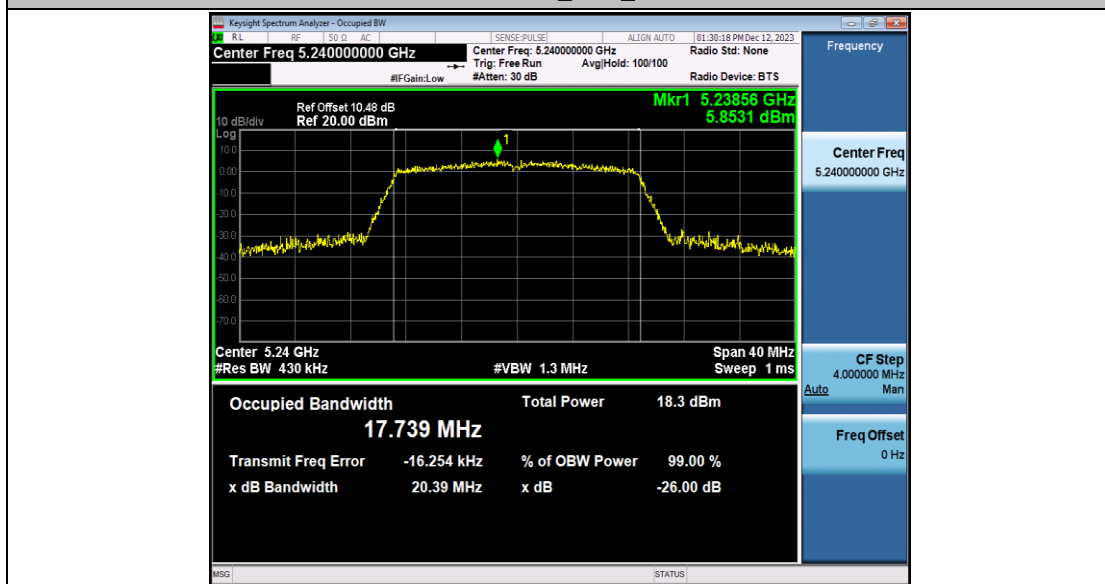 Keysight Spectrum Analyzer - Occupied BW
RL RF 50 Ω AC SENSE:PULSE ALIGN AUTO 01:30:18 PM Dec 12, 2023
Center Freq 5.240000000 GHz
Center Freq: 5.240000000 GHz
Radio Std: None
Trig: Free Run Avg|Hold: 100/100
#IFGain:Low #Atten: 30 dB Radio Device: BTS
Frequency
Ref Offset 10.48 dB
Mkr1 5.23856 GHz
10 dB/div Ref 20.00 dBm 5.8531 dBm
Log
1
10.0
0.00
-10.0
-20.0
-30.0
-40.0
-50.0
-60.0
-70.0
Center 5.24 GHz Span 40 MHz
#Res BW 430 kHz #VBW 1.3 MHz Sweep 1 ms
Occupied Bandwidth Total Power 18.3 dBm
17.739 MHz
Transmit Freq Error -16.254 kHz % of OBW Power 99.00 %
x dB Bandwidth 20.39 MHz x dB -26.00 dB
Center Freq
5.240000000 GHz
CF Step
4.000000 MHz
Auto Man
Freq Offset
0 Hz
MSG STATUS